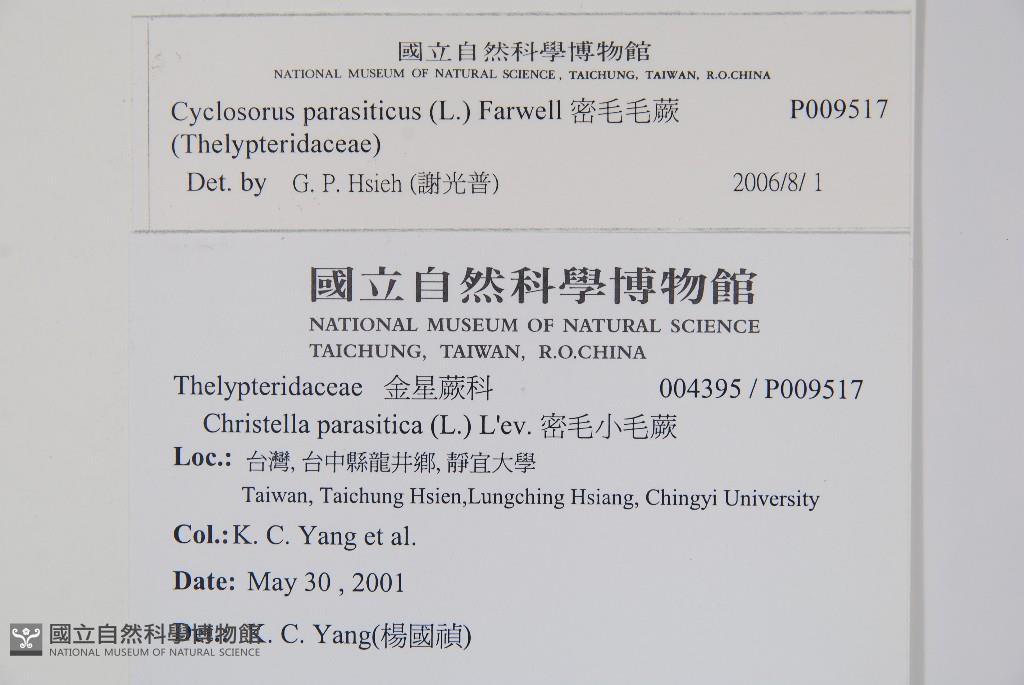 國立自然科學博物館
NATIONAL MUSEUM OF NATURAL SCIENCE, TAICHUNG, TAIWAN, R.O.CHINA
Cyclosorus parasiticus (L.) Farwell 密毛毛蕨 P009517
(Thelypteridaceae)
Det. by G. P. Hsieh (謝光普) 2006/8/ 1
國立自然科學博物館
NATIONAL MUSEUM OF NATURAL SCIENCE
TAICHUNG, TAIWAN, R.O.CHINA
Thelypteridaceae 金星蕨科 004395 / P009517
Christella parasitica (L.) L'ev. 密毛小毛蕨
Loc.: 台灣, 台中縣龍井鄉, 靜宜大學
Taiwan, Taichung Hsien,Lungching Hsiang, Chingyi University
Col.: K. C. Yang et al.
Date: May 30 , 2001
Det.: K. C. Yang(楊國禎)
國立自然科學博物館
NATIONAL MUSEUM OF NATURAL SCIENCE